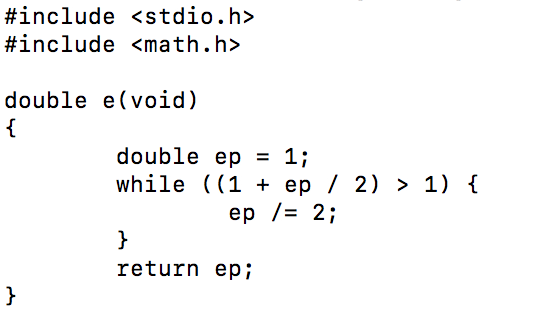 #include <stdio.h>
#include <math.h>

double e(void)
{
        double ep = 1;
        while ((1 + ep / 2) > 1) {
                ep /= 2;
        }
        return ep;
}